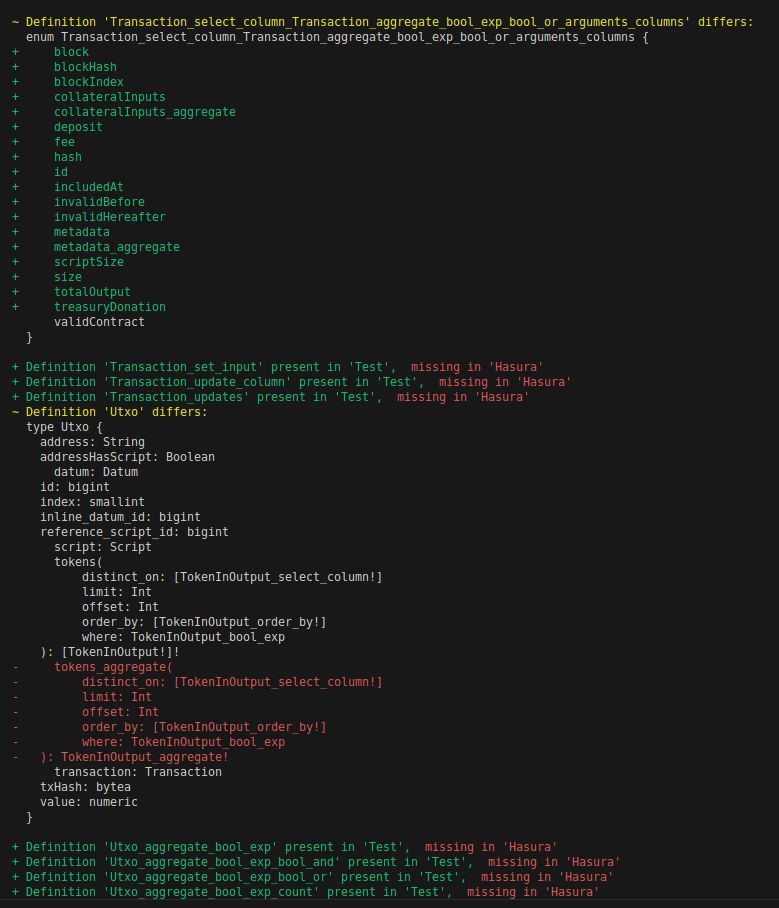 ~ Definition 'Transaction_select_column_Transaction_aggregate_bool_exp_bool_or_arguments_columns' differs:
  enum Transaction_select_column_Transaction_aggregate_bool_exp_bool_or_arguments_columns {
+     block
+     blockHash
+     blockIndex
+     collateralInputs
+     collateralInputs_aggregate
+     deposit
+     fee
+     hash
+     id
+     includedAt
+     invalidBefore
+     invalidHereafter
+     metadata
+     metadata_aggregate
+     scriptSize
+     size
+     totalOutput
+     treasuryDonation
      validContract
  }
+ Definition 'Transaction_set_input' present in 'Test',  missing in 'Hasura'
+ Definition 'Transaction_update_column' present in 'Test',  missing in 'Hasura'
+ Definition 'Transaction_updates' present in 'Test',  missing in 'Hasura'
~ Definition 'Utxo' differs:
  type Utxo {
    address: String
    addressHasScript: Boolean
      datum: Datum
    id: bigint
    index: smallint
    inline_datum_id: bigint
    reference_script_id: bigint
      script: Script
      tokens(
          distinct_on: [TokenInOutput_select_column!]
          limit: Int
          offset: Int
          order_by: [TokenInOutput_order_by!]
          where: TokenInOutput_bool_exp
    ): [TokenInOutput!]!
-     tokens_aggregate(
-         distinct_on: [TokenInOutput_select_column!]
-         limit: Int
-         offset: Int
-         order_by: [TokenInOutput_order_by!]
-         where: TokenInOutput_bool_exp
-   ): TokenInOutput_aggregate!
      transaction: Transaction
    txHash: bytea
    value: numeric
  }
+ Definition 'Utxo_aggregate_bool_exp' present in 'Test',  missing in 'Hasura'
+ Definition 'Utxo_aggregate_bool_exp_bool_and' present in 'Test',  missing in 'Hasura'
+ Definition 'Utxo_aggregate_bool_exp_bool_or' present in 'Test',  missing in 'Hasura'
+ Definition 'Utxo_aggregate_bool_exp_count' present in 'Test',  missing in 'Hasura'